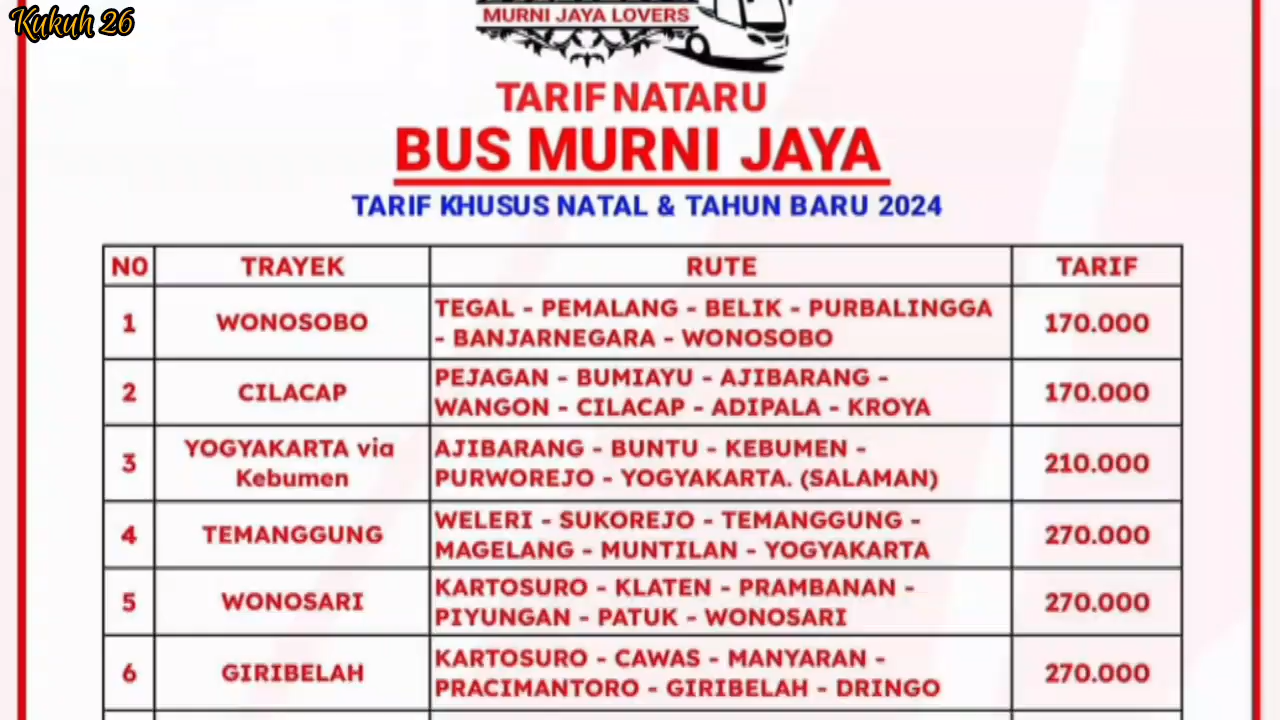 Kukuh 26
MURNI JAYA LOVERS
TARIF NATARU
BUS MURNI JAYA
TARIF KHUSUS NATAL & TAHUN BARU 2024
NO TRAYEK RUTE TARIF
1 WONOSOBO TEGAL - PEMALANG - BELIK - PURBALINGGA
- BANJARNEGARA - WONOSOBO 170.000
2 CILACAP PEJAGAN - BUMIAYU - AJIBARANG -
WANGON - CILACAP - ADIPALA - KROYA 170.000
3 YOGYAKARTA via
Kebumen AJIBARANG - BUNTU - KEBUMEN -
PURWOREJO - YOGYAKARTA. (SALAMAN) 210.000
4 TEMANGGUNG WELERI - SUKOREJO - TEMANGGUNG -
MAGELANG - MUNTILAN - YOGYAKARTA 270.000
5 WONOSARI KARTOSURO - KLATEN - PRAMBANAN -
PIYUNGAN - PATUK - WONOSARI 270.000
6 GIRIBELAH KARTOSURO - CAWAS - MANYARAN -
PRACIMANTORO - GIRIBELAH - DRINGO 270.000